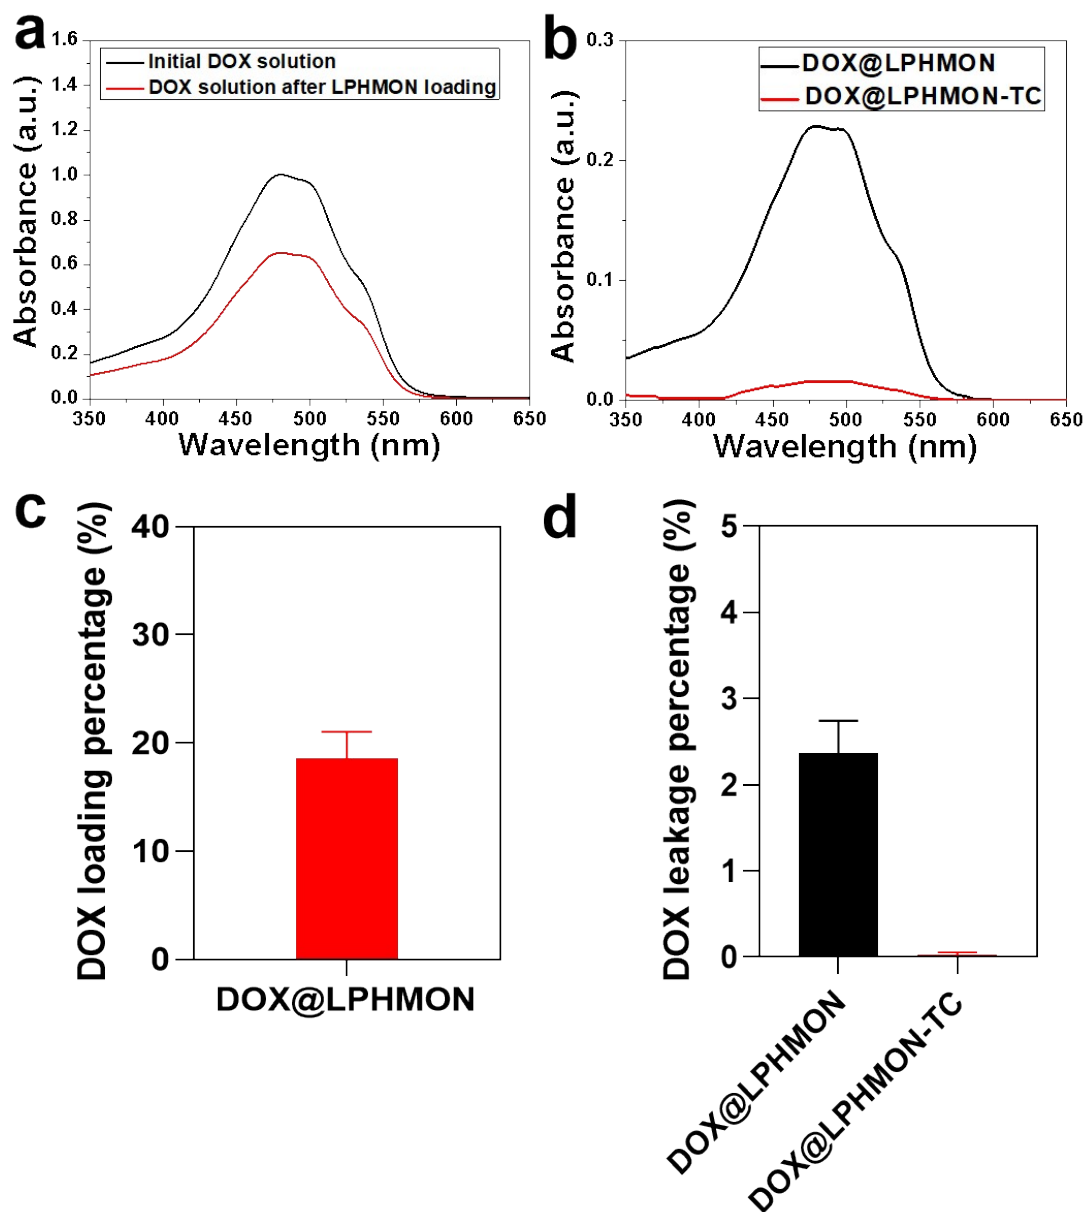 a
1.6
1.4
1.2
1.0
0.8
0.6
0.4
0.2
0.0
Absorbance (a.u.)
Initial DOX solution
DOX solution after LPHMON loading
350 400 450 500 550 600 650
Wavelength (nm)
b
0.3
0.2
0.1
0.0
Absorbance (a.u.)
DOX@LPHMON
DOX@LPHMON-TC
350 400 450 500 550 600 650
Wavelength (nm)
c
DOX loading percentage (%)
40
30
20
10
0
DOX@LPHMON
d
DOX leakage percentage (%)
5
4
3
2
1
0
DOX@LPHMON
DOX@LPHMON-TC